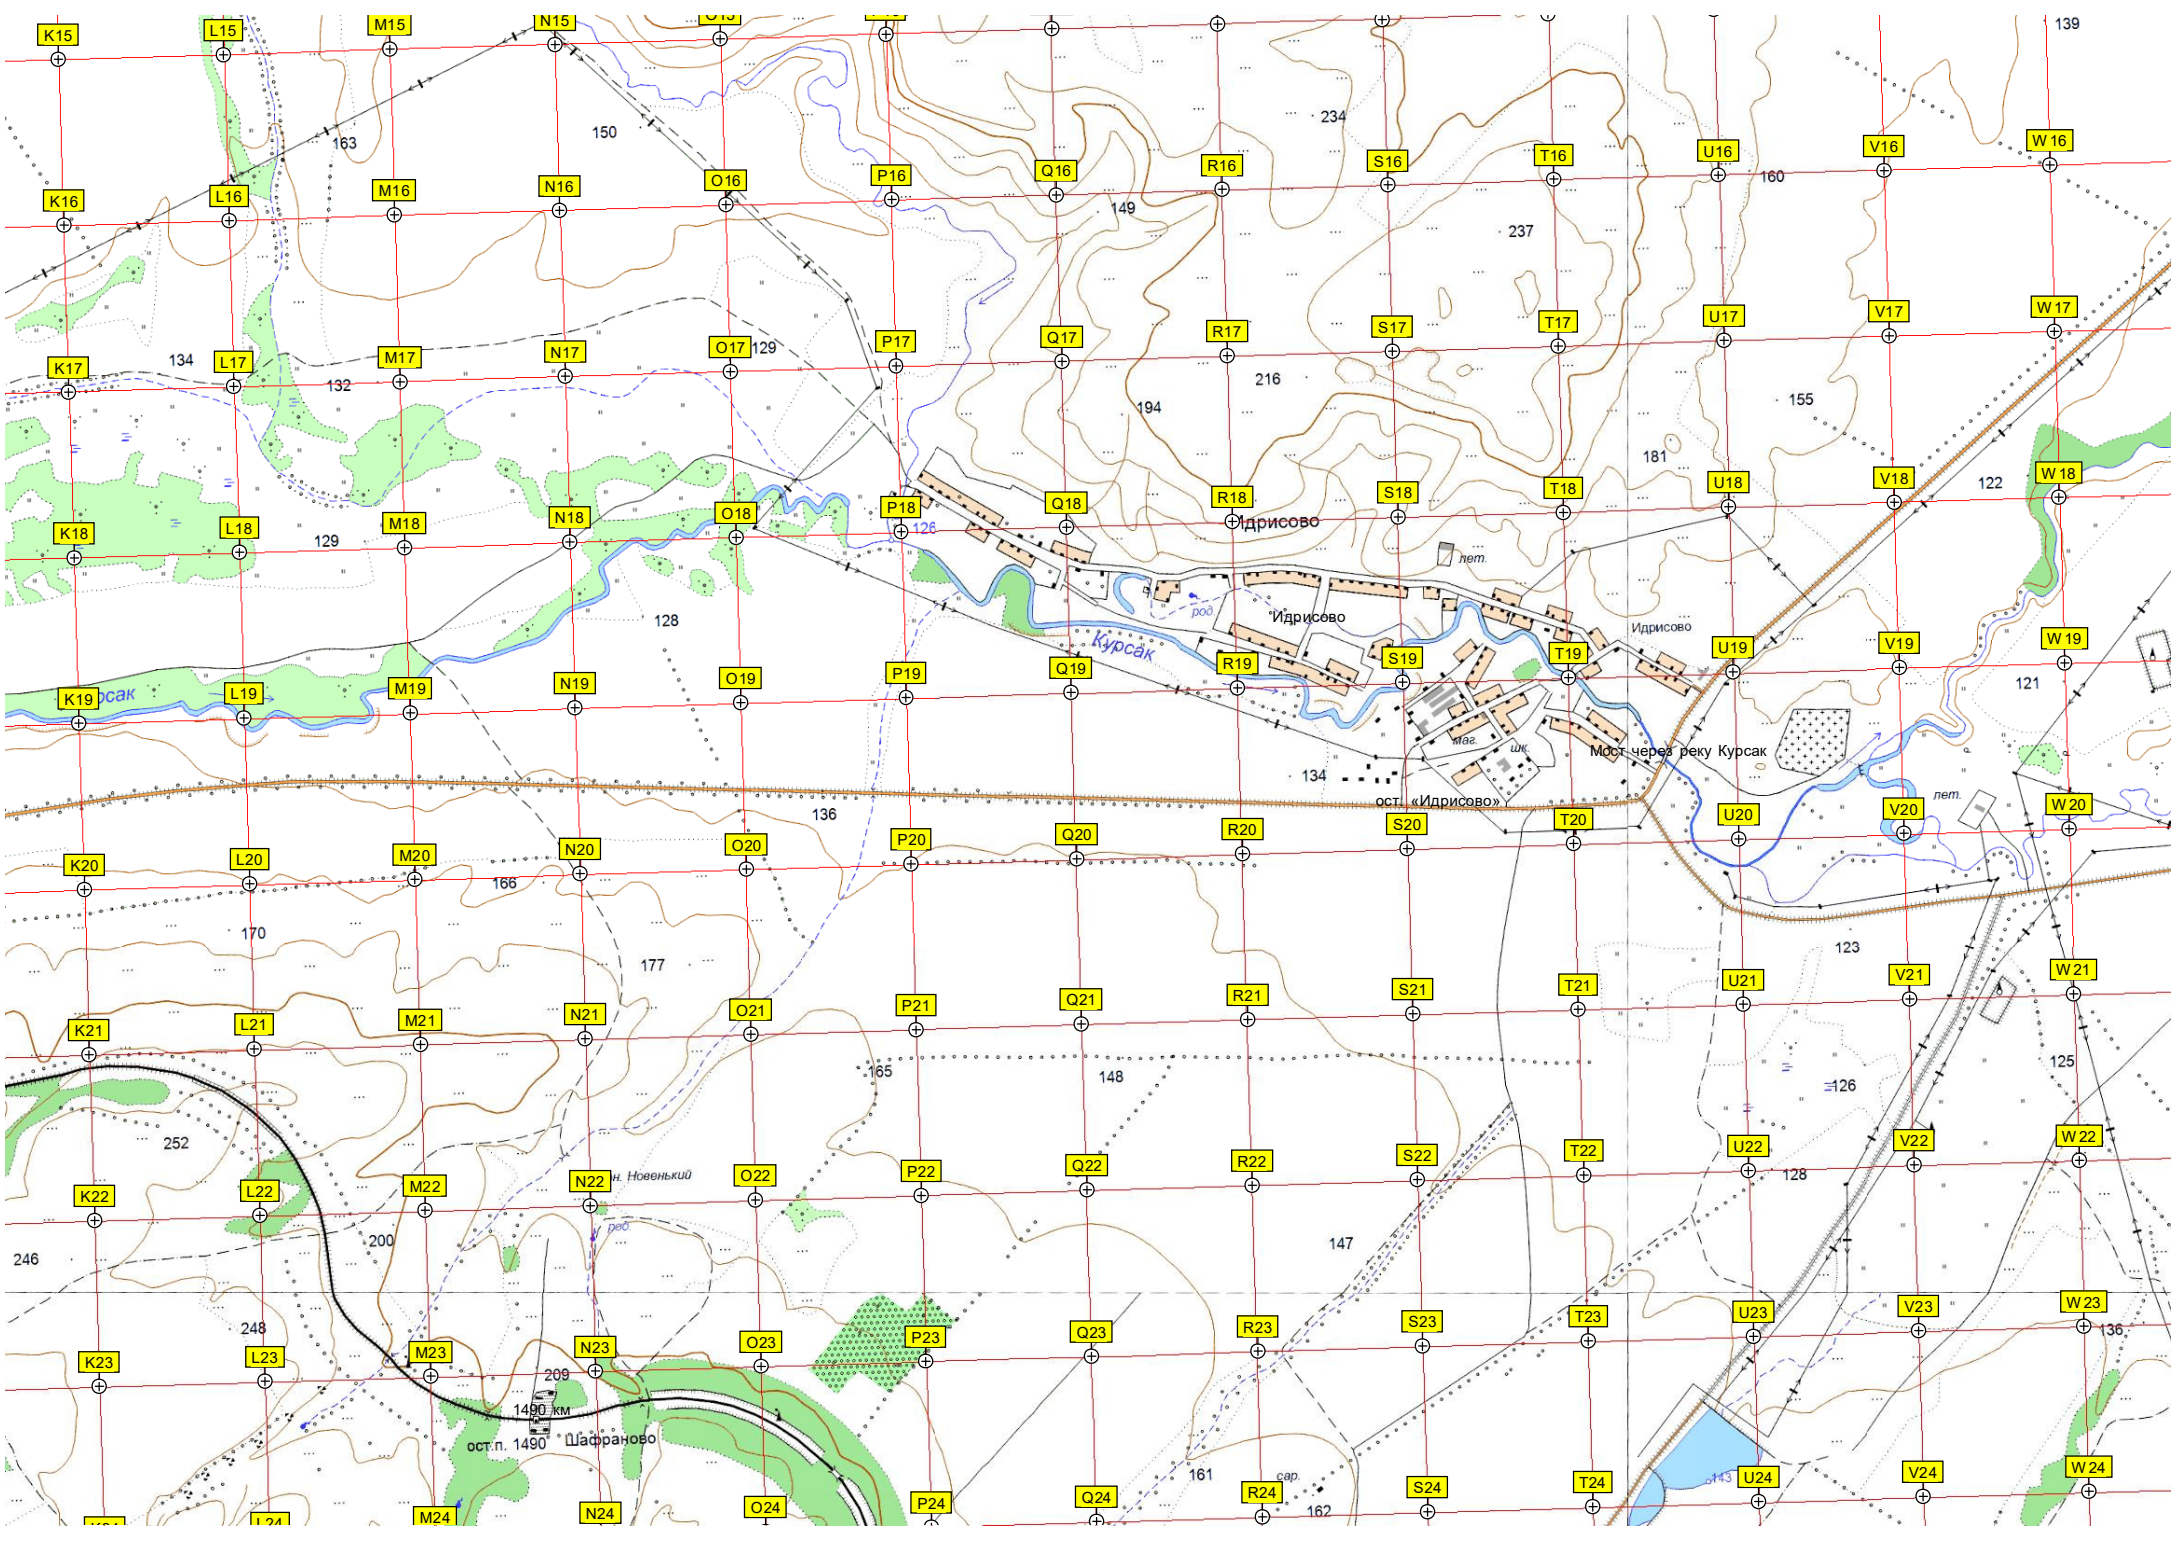 K15
L15
M15
N15
139
163
150
234
K16
L16
M16
N16
O16
P16
Q16
R16
S16
T16
U16
V16
W16
149
237
160
K17
L17
M17
N17
O17
P17
Q17
R17
S17
T17
U17
V17
W17
134
132
129
216
194
155
181
122
K18
L18
M18
N18
O18
P18
Q18
R18
S18
T18
U18
V18
W18
129
126
Идрисово
лет.
128
род.
Идрисово
Идрисово
Курсак
K19
L19
M19
N19
O19
P19
Q19
R19
S19
T19
U19
V19
W19
121
маг.
шк.
Мост через реку Курсак
134
ост. «Идрисово»
136
лет.
K20
L20
M20
N20
O20
P20
Q20
R20
S20
T20
U20
V20
W20
166
170
177
123
K21
L21
M21
N21
O21
P21
Q21
R21
S21
T21
U21
V21
W21
165
148
126
125
252
K22
L22
M22
N22
O22
P22
Q22
R22
S22
T22
U22
V22
W22
н. Новенький
род.
128
246
200
147
248
K23
L23
M23
N23
O23
P23
Q23
R23
S23
T23
U23
V23
W23
136
209
1490 км
ост.п. 1490
Шафраново
161
сар.
162
143
L24
M24
N24
O24
P24
Q24
R24
S24
T24
U24
V24
W24